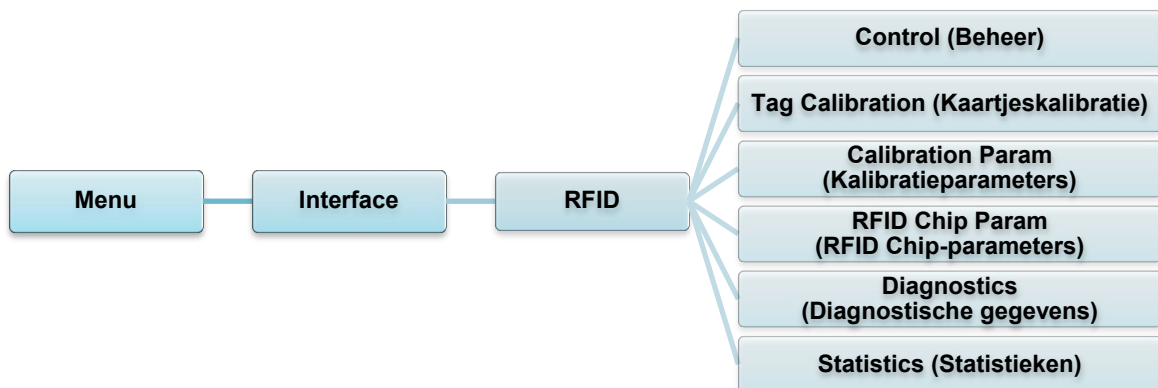 Menu
Interface
RFID
Control (Beheer)
Tag Calibration (Kaartjeskalibratie)
Calibration Param
(Kalibratieparameters)
RFID Chip Param
(RFID Chip-parameters)
Diagnostics
(Diagnostische gegevens)
Statistics (Statistieken)